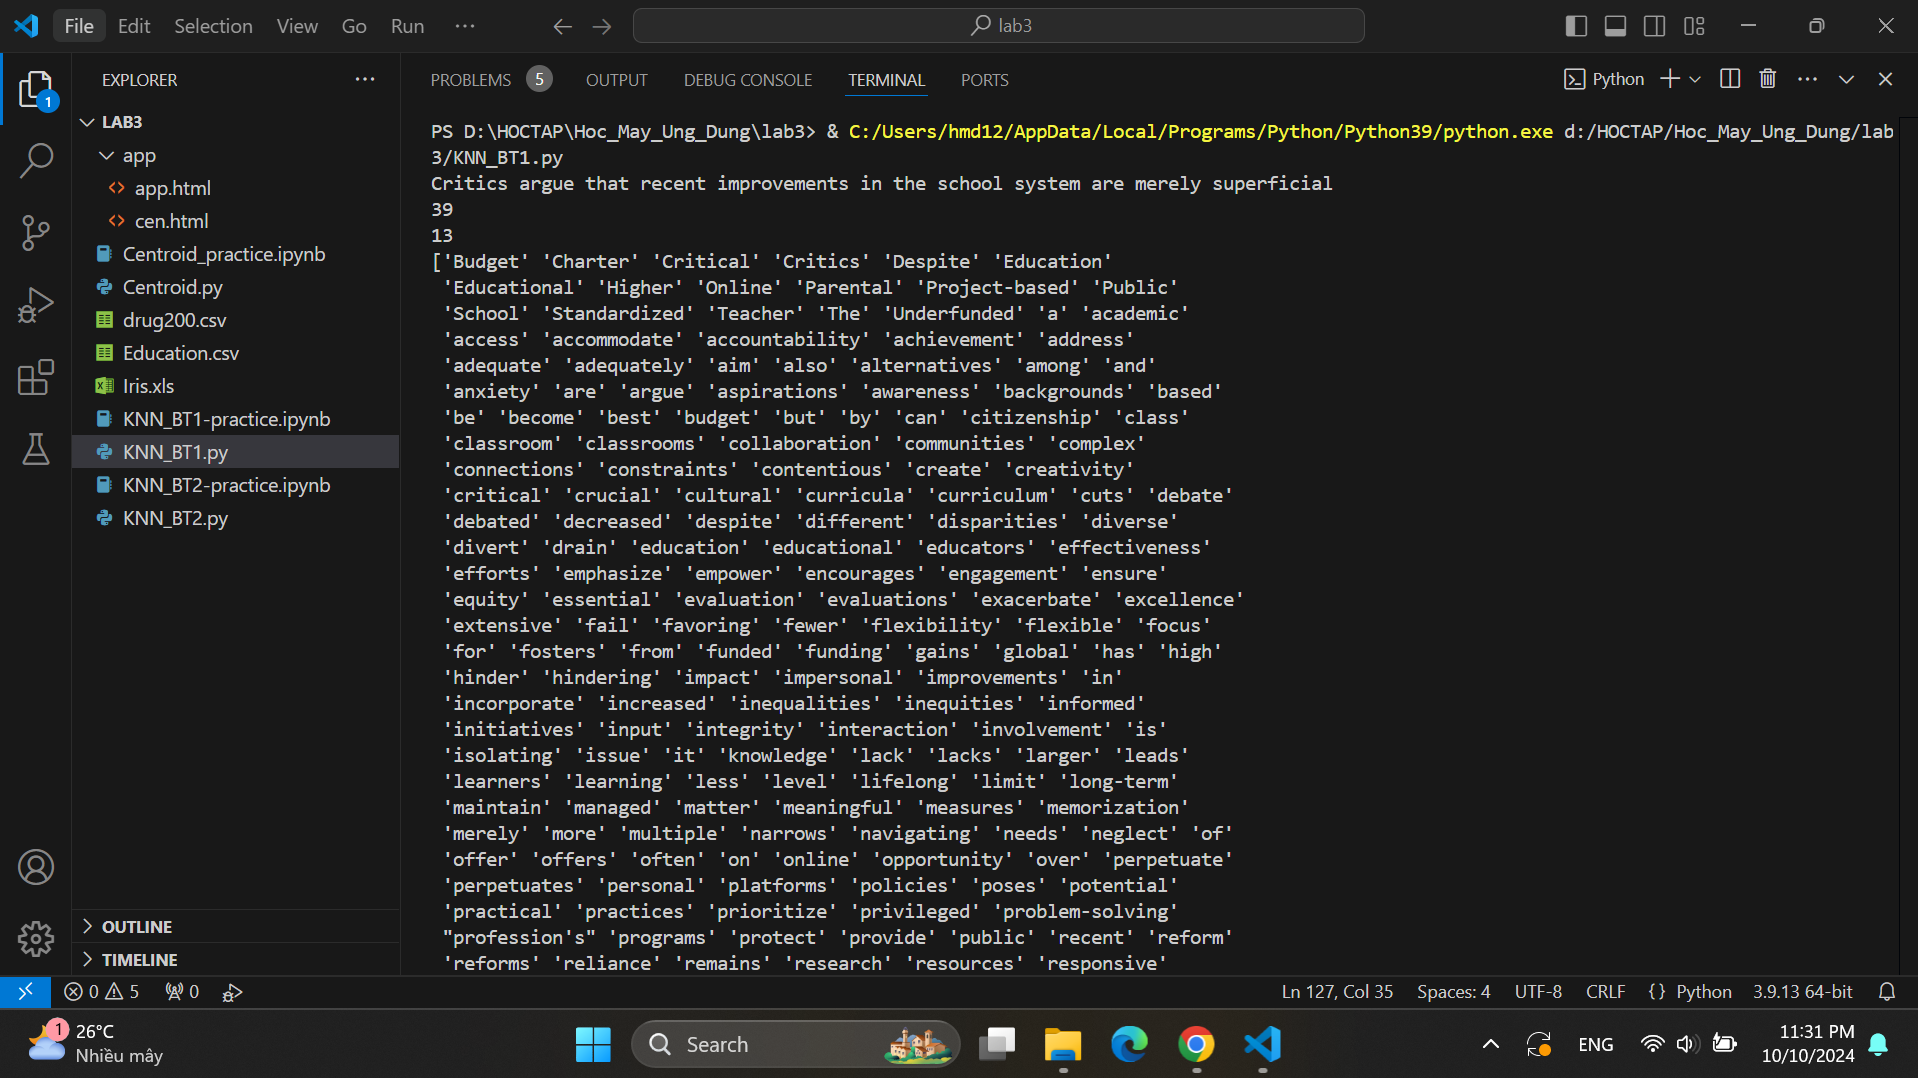 File Edit Selection View Go Run ··· lab3
EXPLORER ···
PROBLEMS 5 OUTPUT DEBUG CONSOLE TERMINAL PORTS Python
1
LAB3
app
app.html
cen.html
Centroid_practice.ipynb
Centroid.py
drug200.csv
Education.csv
Iris.xls
KNN_BT1-practice.ipynb
KNN_BT1.py
KNN_BT2-practice.ipynb
KNN_BT2.py
OUTLINE
TIMELINE
PS D:\HOCTAP\Hoc_May_Ung_Dung\lab3> & C:/Users/hmd12/AppData/Local/Programs/Python/Python39/python.exe d:/HOCTAP/Hoc_May_Ung_Dung/lab
3/KNN_BT1.py
Critics argue that recent improvements in the school system are merely superficial
39
13
['Budget' 'Charter' 'Critical' 'Critics' 'Despite' 'Education'
'Educational' 'Higher' 'Online' 'Parental' 'Project-based' 'Public'
'School' 'Standardized' 'Teacher' 'The' 'Underfunded' 'a' 'academic'
'access' 'accommodate' 'accountability' 'achievement' 'address'
'adequate' 'adequately' 'aim' 'also' 'alternatives' 'among' 'and'
'anxiety' 'are' 'argue' 'aspirations' 'awareness' 'backgrounds' 'based'
'be' 'become' 'best' 'budget' 'but' 'by' 'can' 'citizenship' 'class'
'classroom' 'classrooms' 'collaboration' 'communities' 'complex'
'connections' 'constraints' 'contentious' 'create' 'creativity'
'critical' 'crucial' 'cultural' 'curricula' 'curriculum' 'cuts' 'debate'
'debated' 'decreased' 'despite' 'different' 'disparities' 'diverse'
'divert' 'drain' 'education' 'educational' 'educators' 'effectiveness'
'efforts' 'emphasize' 'empower' 'encourages' 'engagement' 'ensure'
'equity' 'essential' 'evaluation' 'evaluations' 'exacerbate' 'excellence'
'extensive' 'fail' 'favoring' 'fewer' 'flexibility' 'flexible' 'focus'
'for' 'fosters' 'from' 'funded' 'funding' 'gains' 'global' 'has' 'high'
'hinder' 'hindering' 'impact' 'impersonal' 'improvements' 'in'
'incorporate' 'increased' 'inequalities' 'inequities' 'informed'
'initiatives' 'input' 'integrity' 'interaction' 'involvement' 'is'
'isolating' 'issue' 'it' 'knowledge' 'lack' 'lacks' 'larger' 'leads'
'learners' 'learning' 'less' 'level' 'lifelong' 'limit' 'long-term'
'maintain' 'managed' 'matter' 'meaningful' 'measures' 'memorization'
'merely' 'more' 'multiple' 'narrows' 'navigating' 'needs' 'neglect' 'of'
'offer' 'offers' 'often' 'on' 'online' 'opportunity' 'over' 'perpetuate'
'perpetuates' 'personal' 'platforms' 'policies' 'poses' 'potential'
'practical' 'practices' 'prioritize' 'privileged' 'problem-solving'
"profession's" 'programs' 'protect' 'provide' 'public' 'recent' 'reform'
'reforms' 'reliance' 'remains' 'research' 'resources' 'responsive'
0 5 0 Ln 127, Col 35 Spaces: 4 UTF-8 CRLF {} Python 3.9.13 64-bit
1 26°C
Nhiều mây
Search
ENG
11:31 PM
10/10/2024